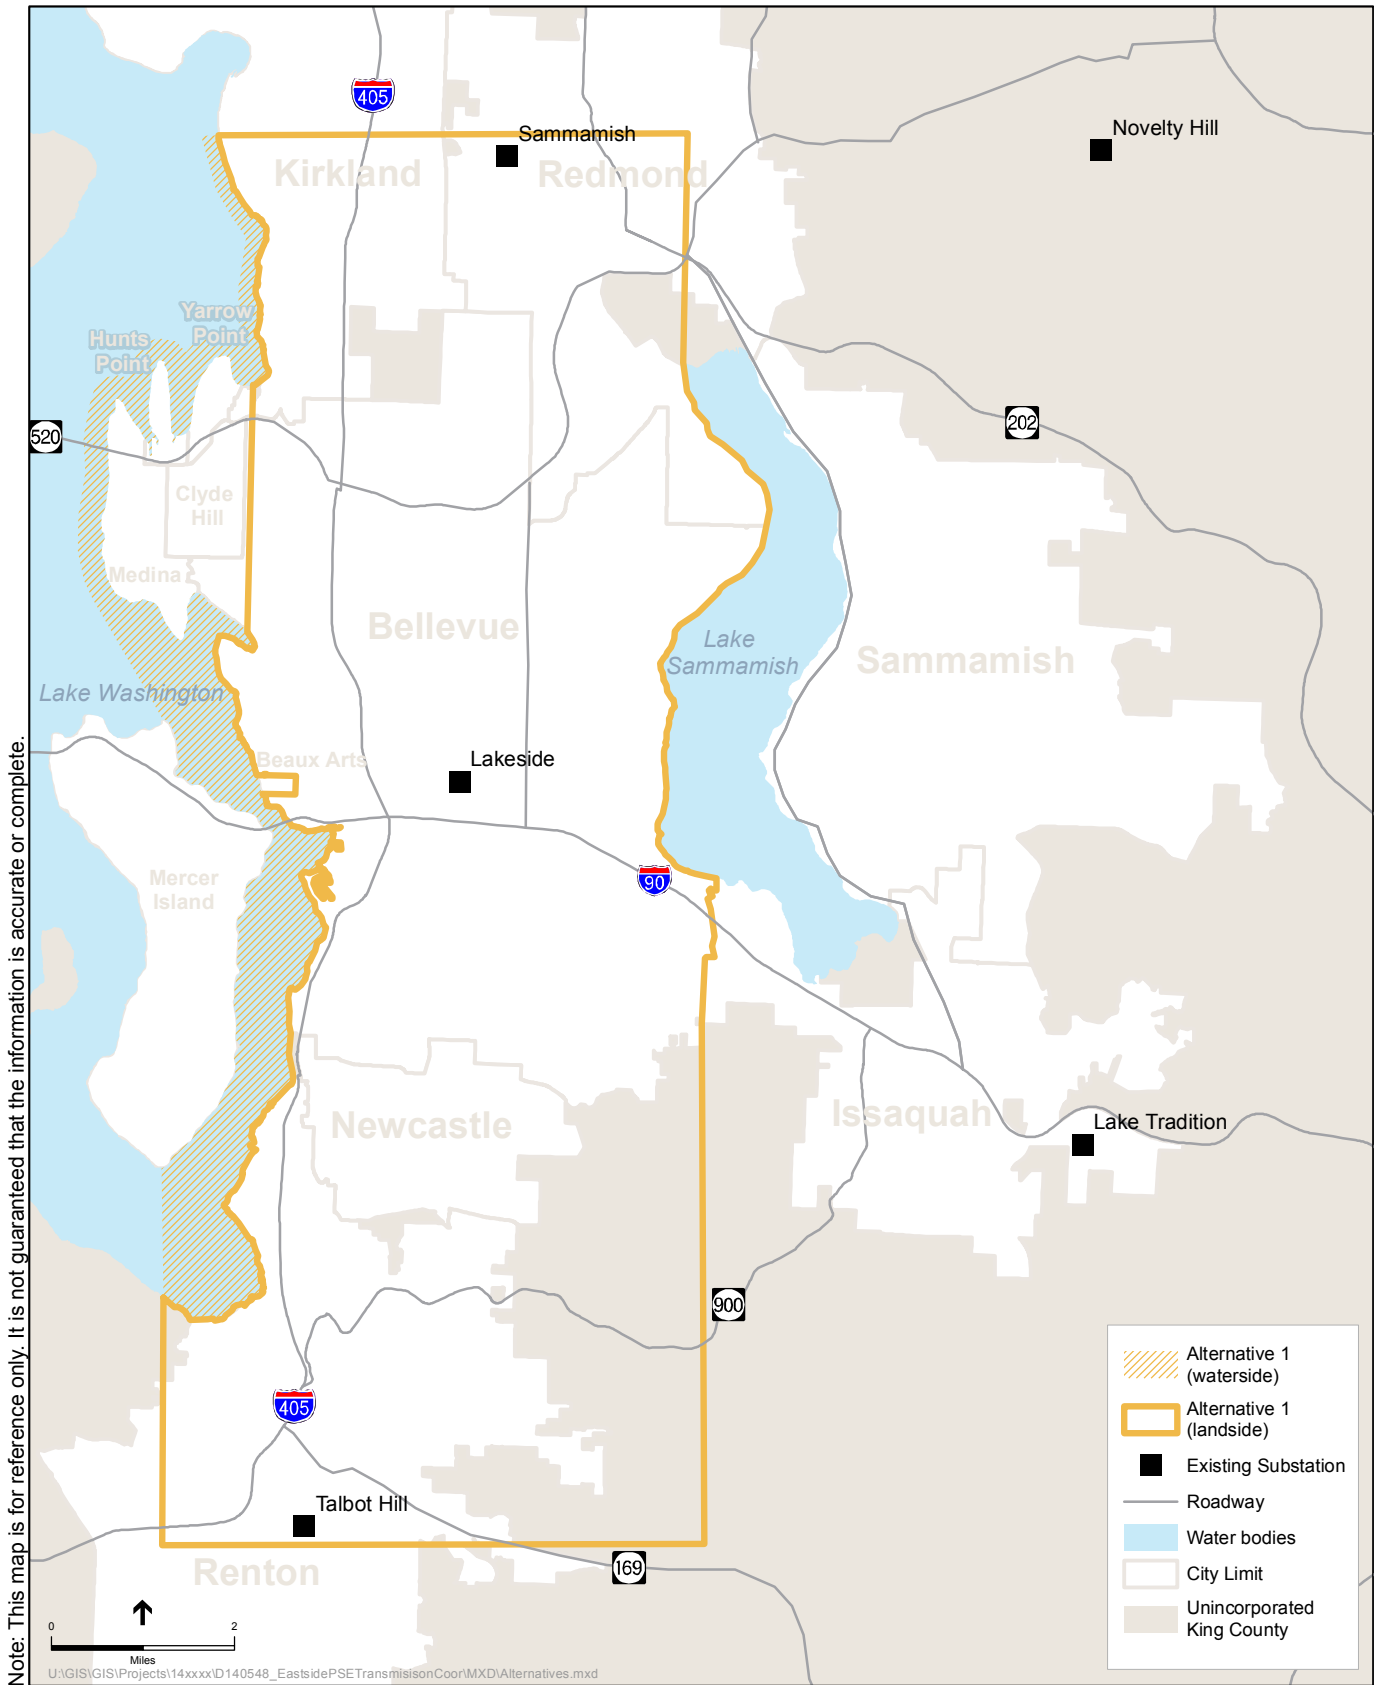 405
Sammamish
Novelty Hill
Kirkland
Redmond
Yarrow
Point
Hunts
Point
520
202
Clyde
Hill
Medina
Bellevue
Lake
Sammamish
Sammamish
Lake Washington
Beaux Arts
Lakeside
Mercer
Island
90
Newcastle
Issaquah
Lake Tradition
900
405
Talbot Hill
Renton
169
Alternative 1
(waterside)
Alternative 1
(landside)
Existing Substation
Roadway
Water bodies
City Limit
Unincorporated
King County
0 2
Miles
U:\GIS\GIS\Projects\14xxxx\D140548_EastsidePSETransmisisonCoor\MXD\Alternatives.mxd
Note: This map is for reference only. It is not guaranteed that the information is accurate or complete.